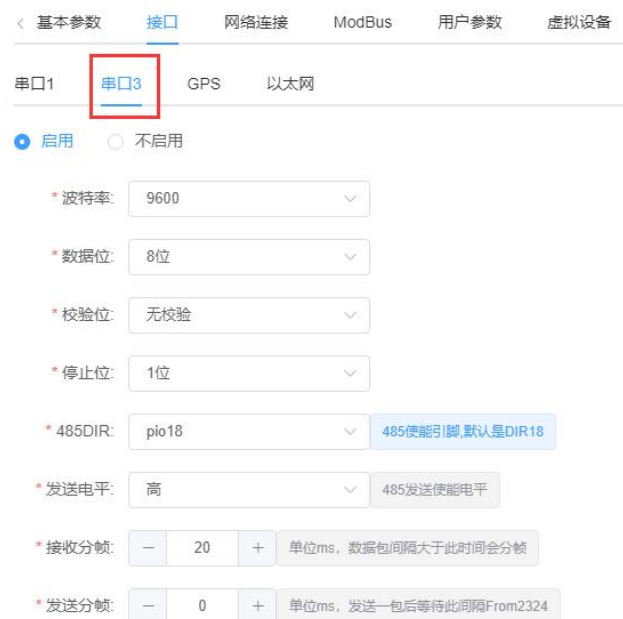 基本参数 接口 网络连接 ModBus 用户参数 虚拟设备
串口1 串口3 GPS 以太网
启用 不启用
* 波特率: 9600
* 数据位: 8位
* 校验位: 无校验
* 停止位: 1位
* 485DIR: pio18 485使能引脚,默认是DIR18
* 发送电平: 高 485发送使能电平
* 接收分帧: − 20 + 单位ms，数据包间隔大于此时间会分帧
* 发送分帧: − 0 + 单位ms，发送一包后等待此间隔From2324